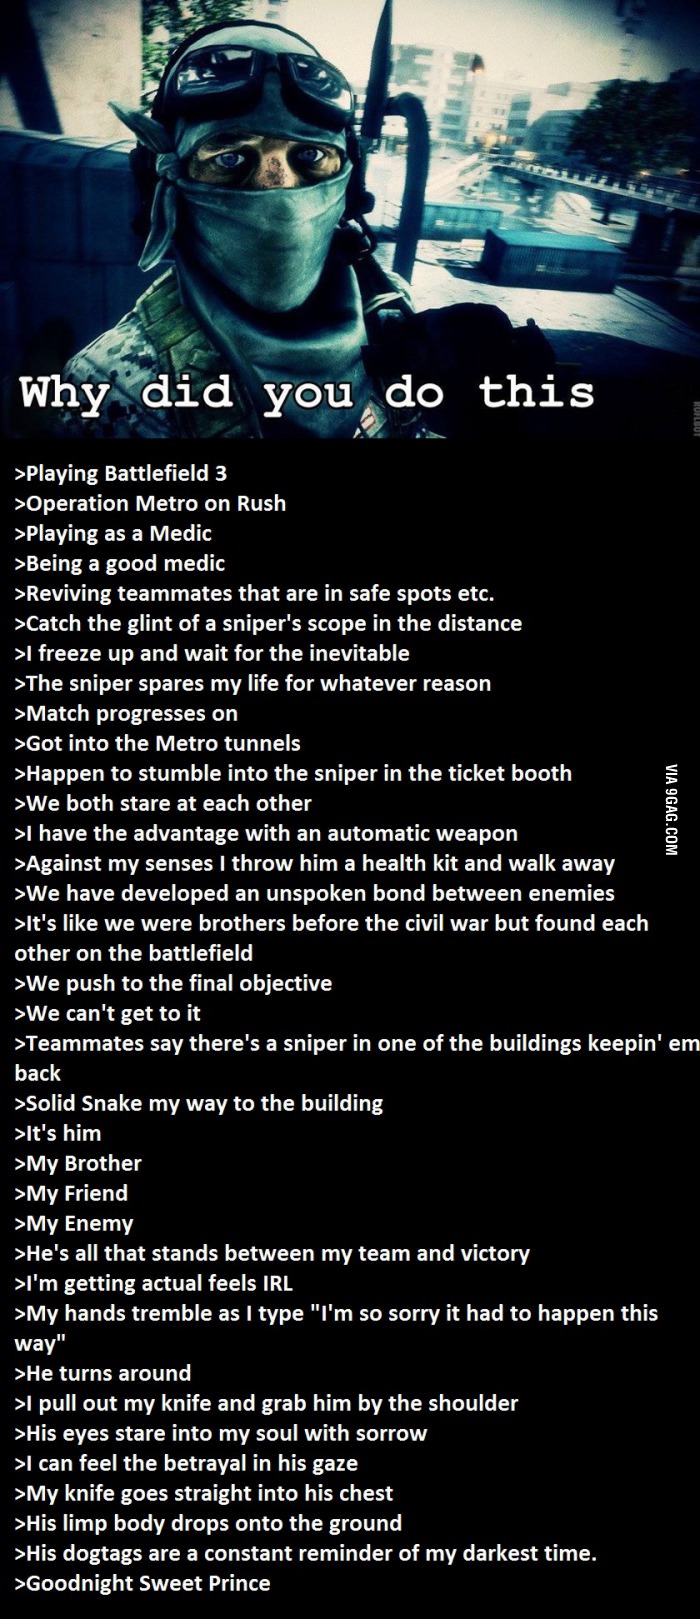 Why did you do this
>Playing Battlefield 3
>Operation Metro on Rush
>Playing as a Medic
>Being a good medic
>Reviving teammates that are in safe spots etc.
>Catch the glint of a sniper's scope in the distance
>I freeze up and wait for the inevitable
>The sniper spares my life for whatever reason
>Match progresses on
>Got into the Metro tunnels
VIA 9GAG.COM
>Happen to stumble into the sniper in the ticket booth
>We both stare at each other
>I have the advantage with an automatic weapon
>Against my senses I throw him a health kit and walk away
>We have developed an unspoken bond between enemies
>It's like we were brothers before the civil war but found each
other on the battlefield
>We push to the final objective
>We can't get to it
>Teammates say there's a sniper in one of the buildings keepin' em
back
>Solid Snake my way to the building
>It's him
>My Brother
>My Friend
>My Enemy
>He's all that stands between my team and victory
>I'm getting actual feels IRL
>My hands tremble as I type "I'm so sorry it had to happen this
way"
>He turns around
>I pull out my knife and grab him by the shoulder
>His eyes stare into my soul with sorrow
>I can feel the betrayal in his gaze
>My knife goes straight into his chest
>His limp body drops onto the ground
>His dogtags are a constant reminder of my darkest time.
>Goodnight Sweet Prince